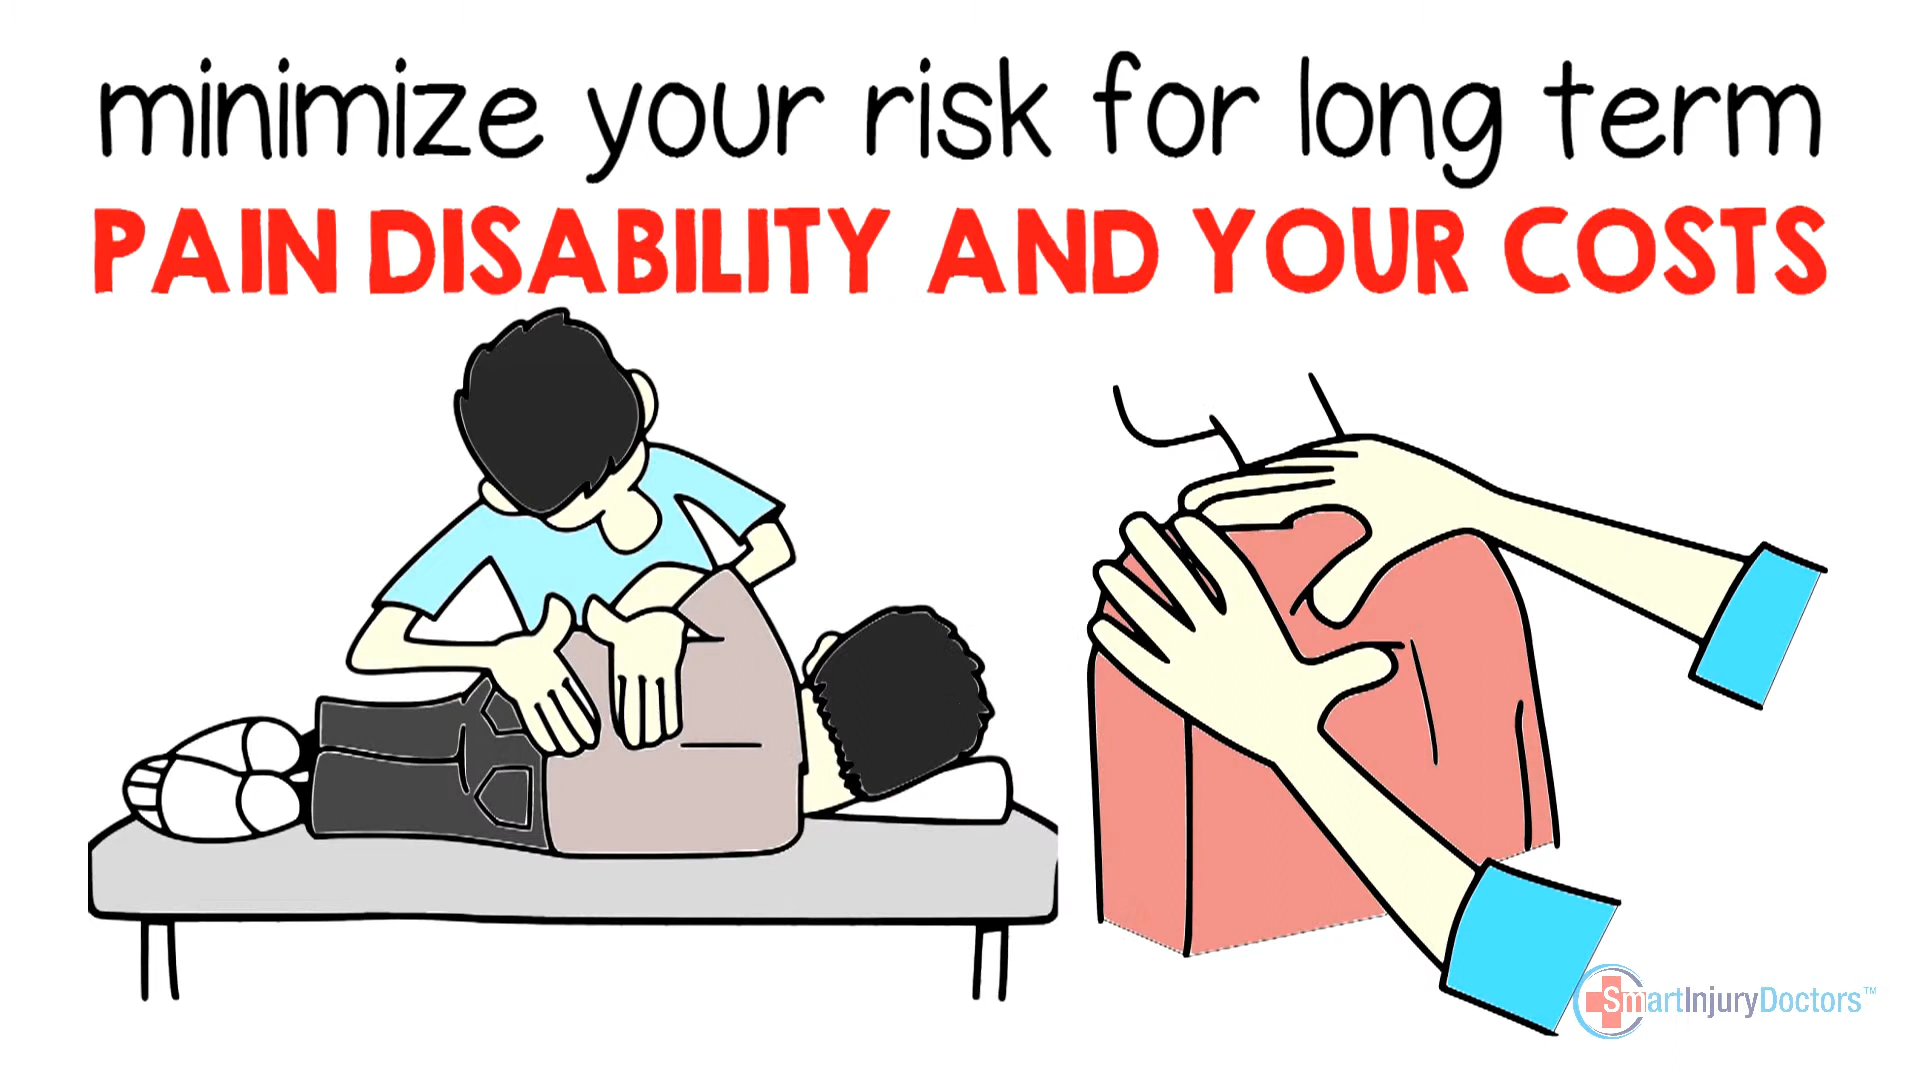 minimize your risk for long term
PAIN DISABILITY AND YOUR COSTS
SmartInjuryDoctors™